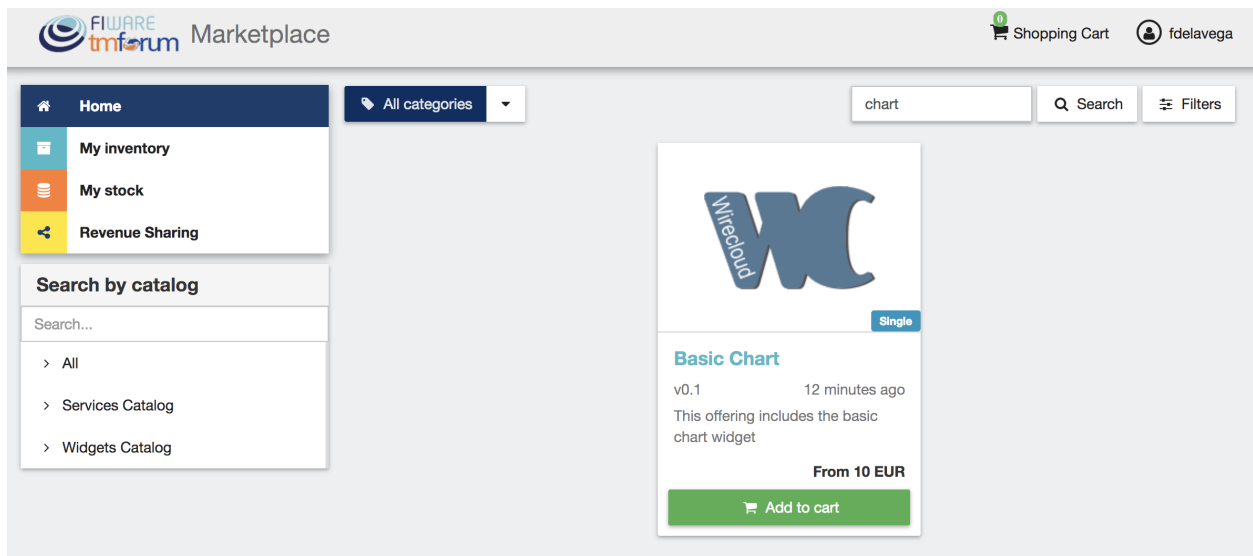 FIWARE
tmforum
Marketplace
0
Shopping Cart
fdelavega
Home
My inventory
My stock
Revenue Sharing
Search by catalog
Search...
All
Services Catalog
Widgets Catalog
All categories
chart
Search
Filters
Wirecloud
WC
Single
Basic Chart
v0.1
12 minutes ago
This offering includes the basic
chart widget
From 10 EUR
Add to cart